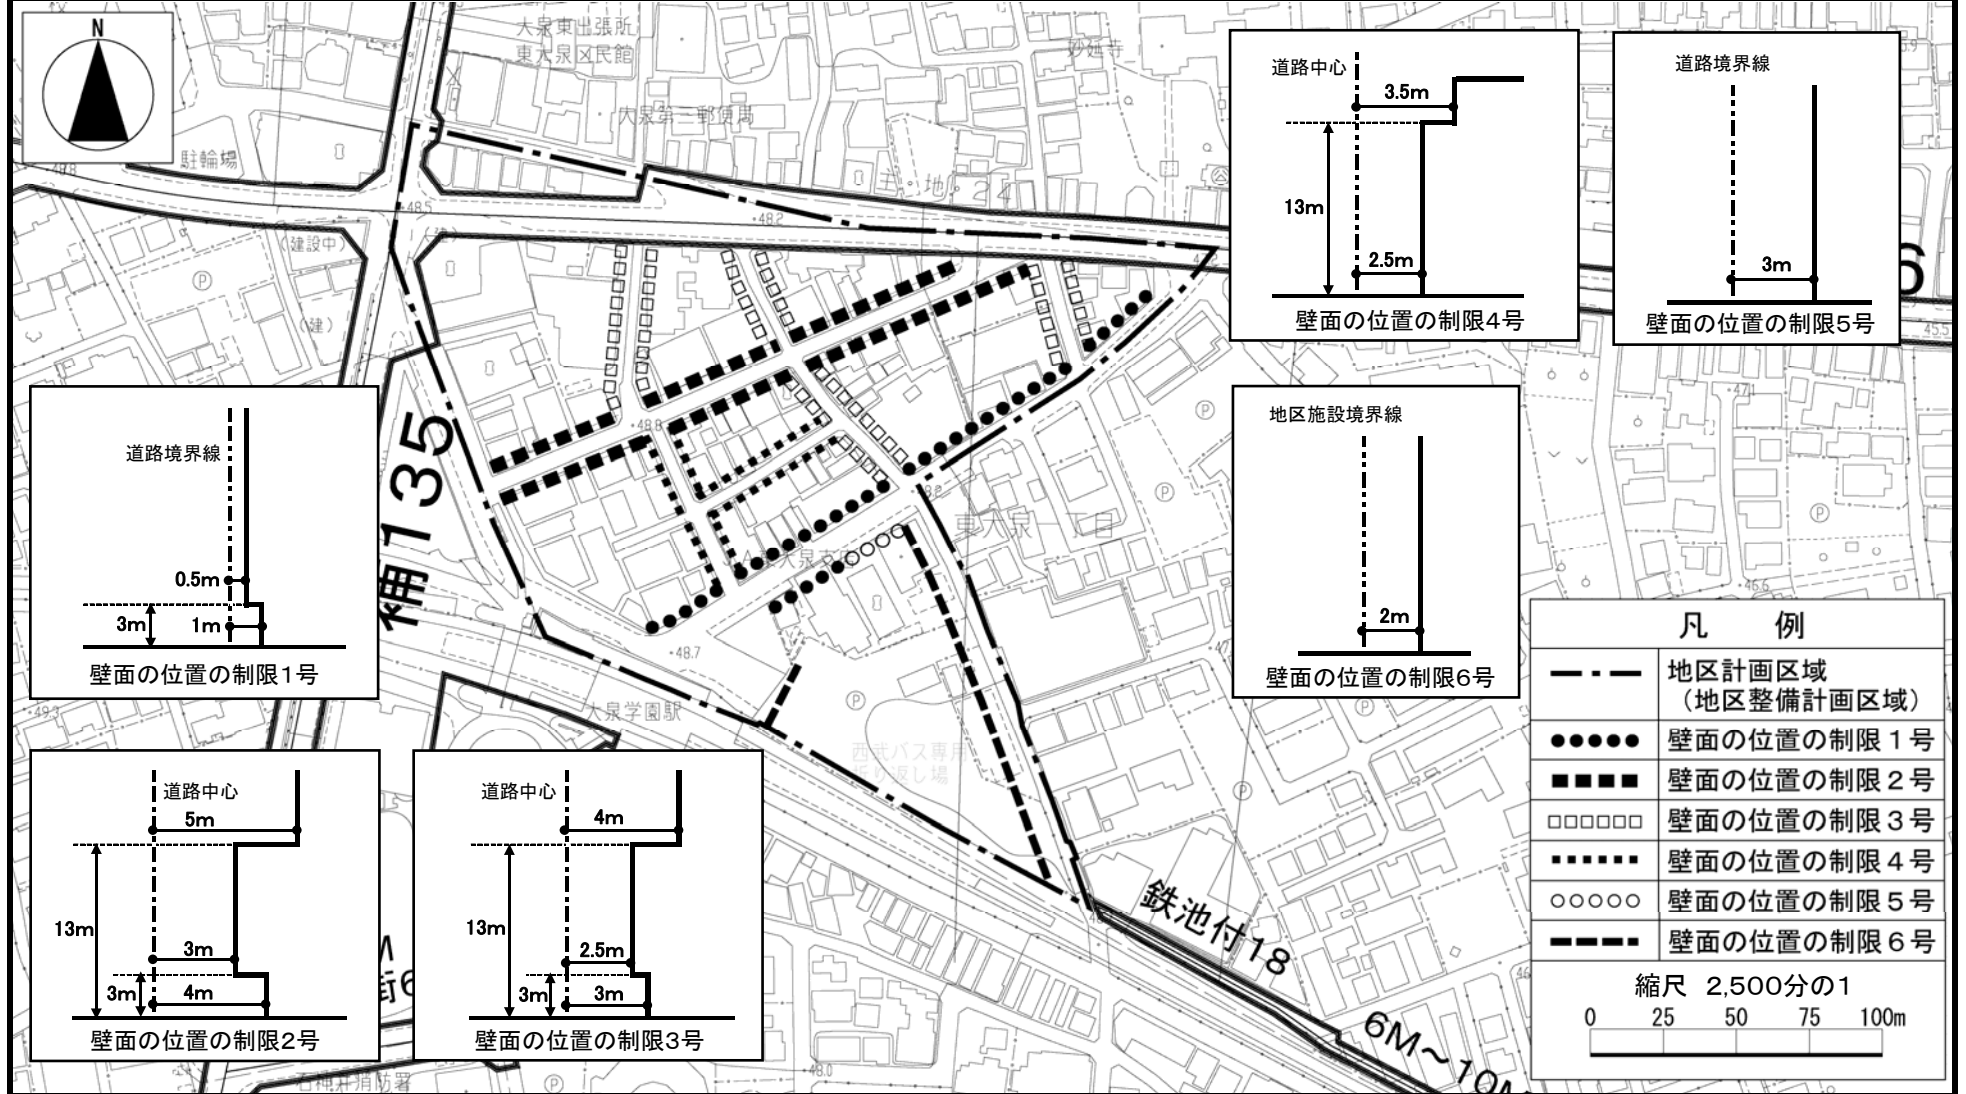 N
大泉東出張所
東大泉区民館
妙延寺
大泉第二郵便局
駐輪場
主・地・24
48.5
48.2
(建設中)
(建)
P
道路中心
3.5m
13m
2.5m
壁面の位置の制限4号
道路境界線
3m
壁面の位置の制限5号
6
45.5
道路境界線
0.5m
3m
1m
壁面の位置の制限1号
補135
48.8
東大泉一丁目
P
P
P
地区施設境界線
2m
壁面の位置の制限6号
48.7
大泉学園駅
P
西武バス専用
折り返し場
P
P
46.6
道路中心
5m
13m
3m
3m
4m
壁面の位置の制限2号
道路中心
4m
13m
2.5m
3m
3m
壁面の位置の制限3号
街6
鉄池付18
6M～10M
石神井消防署
P
48.0
凡　例
地区計画区域
（地区整備計画区域）
壁面の位置の制限１号
壁面の位置の制限２号
壁面の位置の制限３号
壁面の位置の制限４号
壁面の位置の制限５号
壁面の位置の制限６号
縮尺　2,500分の1
0 25 50 75 100m